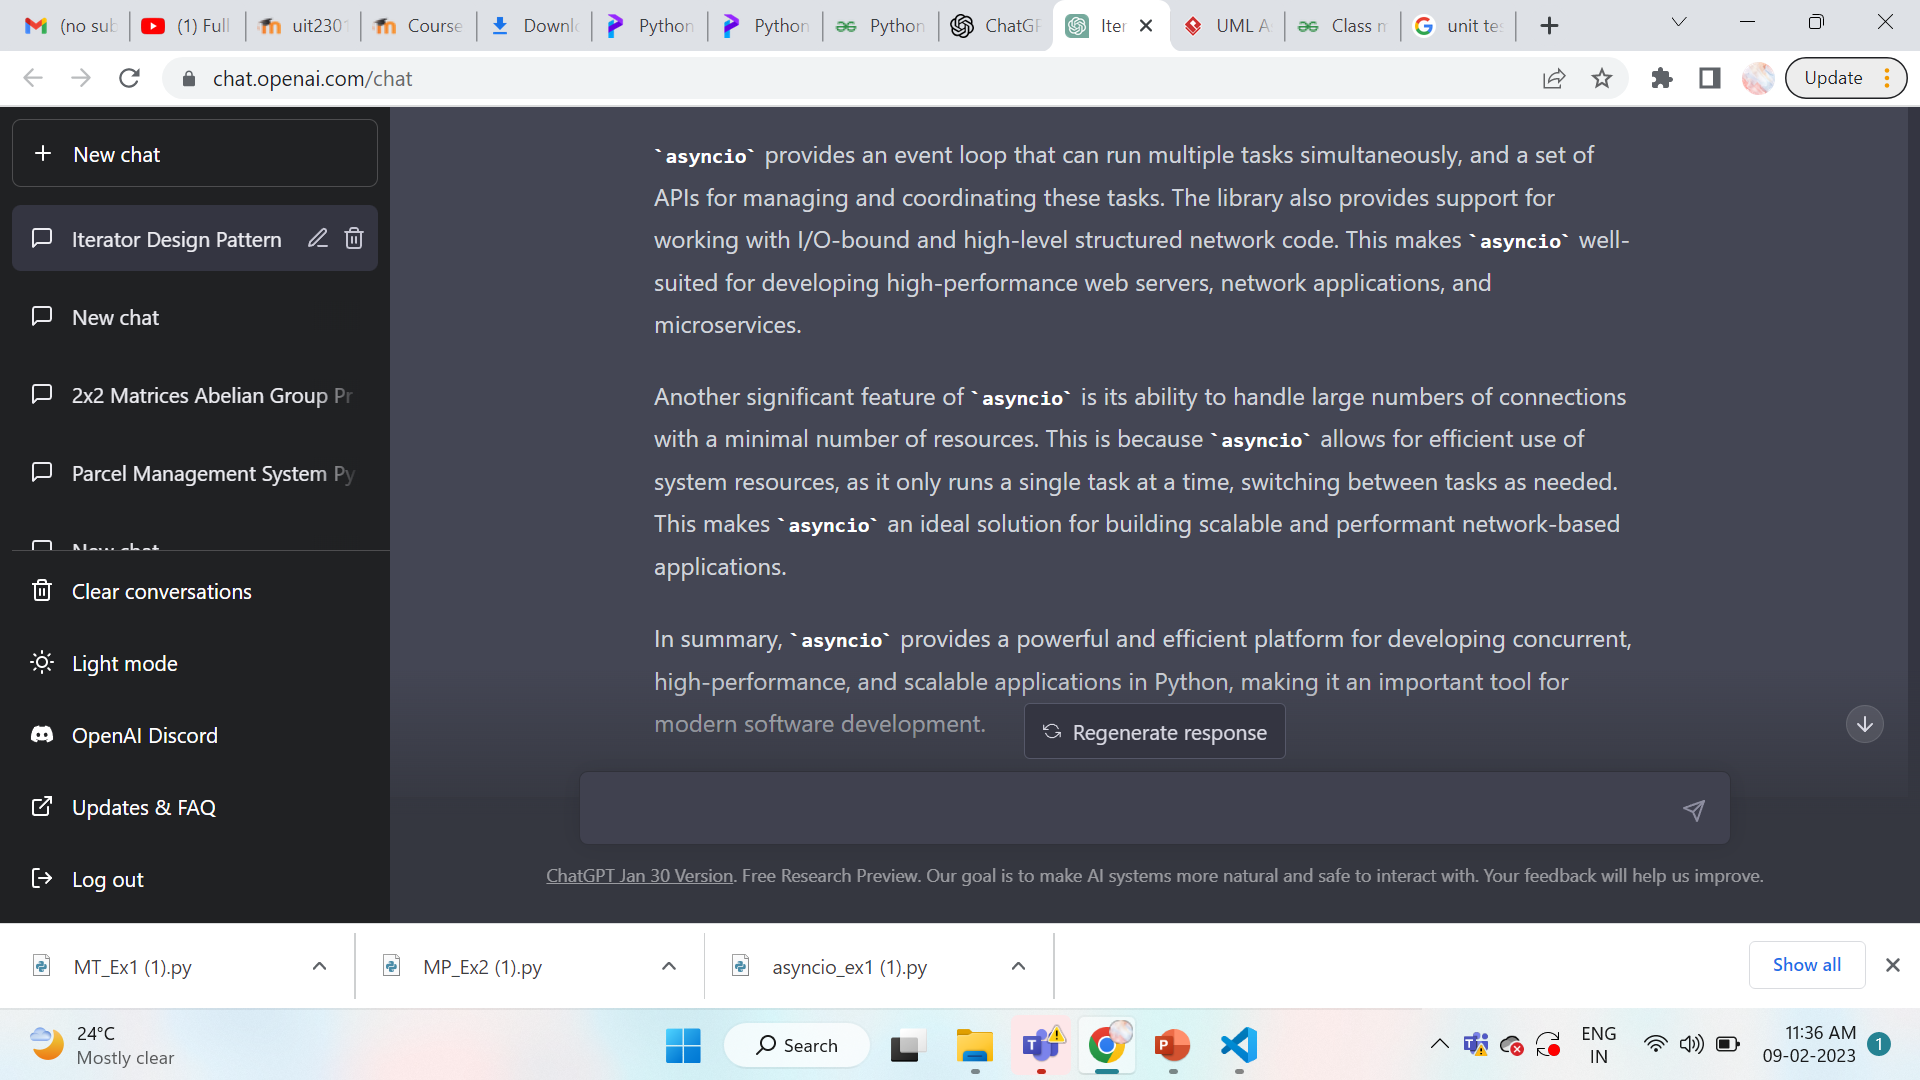 (no sub
(1) Full
uit2301
Course
Downlo
Python
Python
Python
ChatGP
Iter
UML A
Class m
unit tes
chat.openai.com/chat
Update
New chat
Iterator Design Pattern
New chat
2x2 Matrices Abelian Group Pr
Parcel Management System Py
New chat
Clear conversations
Light mode
OpenAI Discord
Updates & FAQ
Log out
`asyncio` provides an event loop that can run multiple tasks simultaneously, and a set of
APIs for managing and coordinating these tasks. The library also provides support for
working with I/O-bound and high-level structured network code. This makes `asyncio` well-
suited for developing high-performance web servers, network applications, and
microservices.
Another significant feature of `asyncio` is its ability to handle large numbers of connections
with a minimal number of resources. This is because `asyncio` allows for efficient use of
system resources, as it only runs a single task at a time, switching between tasks as needed.
This makes `asyncio` an ideal solution for building scalable and performant network-based
applications.
In summary, `asyncio` provides a powerful and efficient platform for developing concurrent,
high-performance, and scalable applications in Python, making it an important tool for
modern software development.
Regenerate response
ChatGPT Jan 30 Version. Free Research Preview. Our goal is to make AI systems more natural and safe to interact with. Your feedback will help us improve.
MT_Ex1 (1).py
MP_Ex2 (1).py
asyncio_ex1 (1).py
Show all
24°C
Mostly clear
Search
ENG
IN
11:36 AM
09-02-2023
1